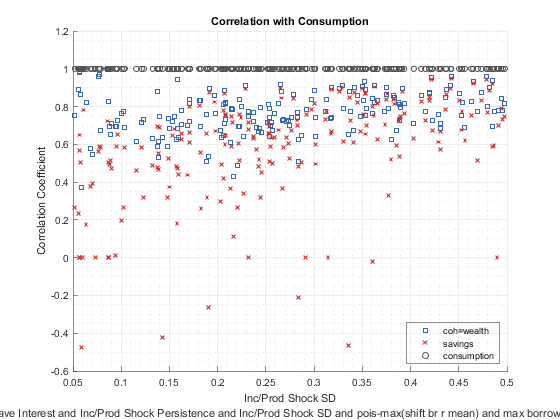 Correlation with Consumption
1.2
1
0.8
0.6
0.4
0.2
0
-0.2
-0.4
-0.6
Correlation Coefficient
coh=wealth
savings
consumption
0.05 0.1 0.15 0.2 0.25 0.3 0.35 0.4 0.45 0.5
Inc/Prod Shock SD
ave Interest and Inc/Prod Shock Persistence and Inc/Prod Shock SD and pois-max(shift br r mean) and max borrow